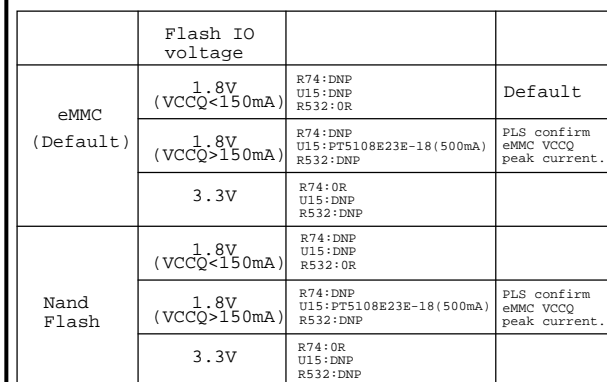 Flash IO
voltage
eMMC
(Default)
1.8V
(VCCQ<150mA)
R74:DNP
U15:DNP
R532:0R
Default
1.8V
(VCCQ>150mA)
R74:DNP
U15:PT5108E23E-18(500mA)
R532:DNP
PLS confirm
eMMC VCCQ
peak current.
3.3V
R74:0R
U15:DNP
R532:DNP
Nand
Flash
1.8V
(VCCQ<150mA)
R74:DNP
U15:DNP
R532:0R
1.8V
(VCCQ>150mA)
R74:DNP
U15:PT5108E23E-18(500mA)
R532:DNP
PLS confirm
eMMC VCCQ
peak current.
3.3V
R74:0R
U15:DNP
R532:DNP